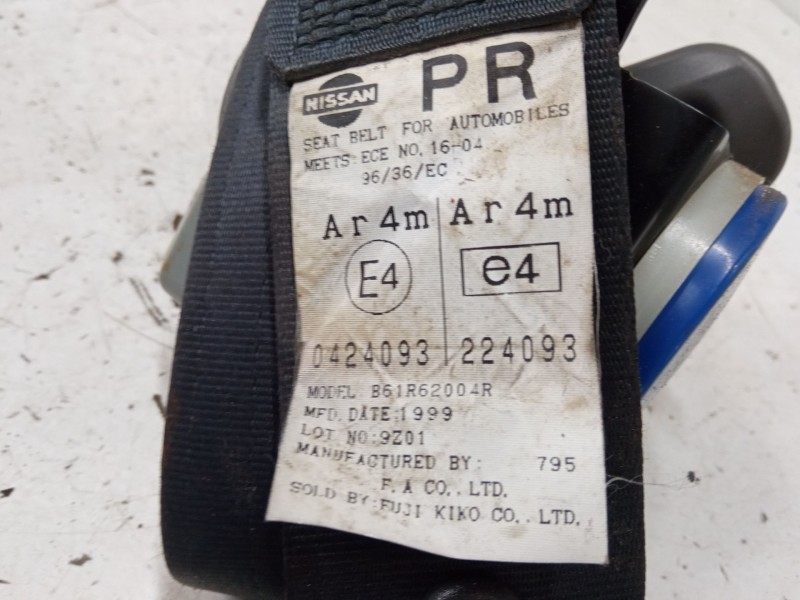 NISSAN PR
SEAT BELT FOR AUTOMOBILES
MEETS: ECE NO. 16-04
96/36/EC
Ar4m Ar4m
E4 e4
0424093 224093
MODEL B61R62004R
MFD. DATE:1999
LOT NO:9Z01
MANUFACTURED BY: 795
F. A CO., LTD.
SOLD BY:FUJI KIKO CO., LTD.